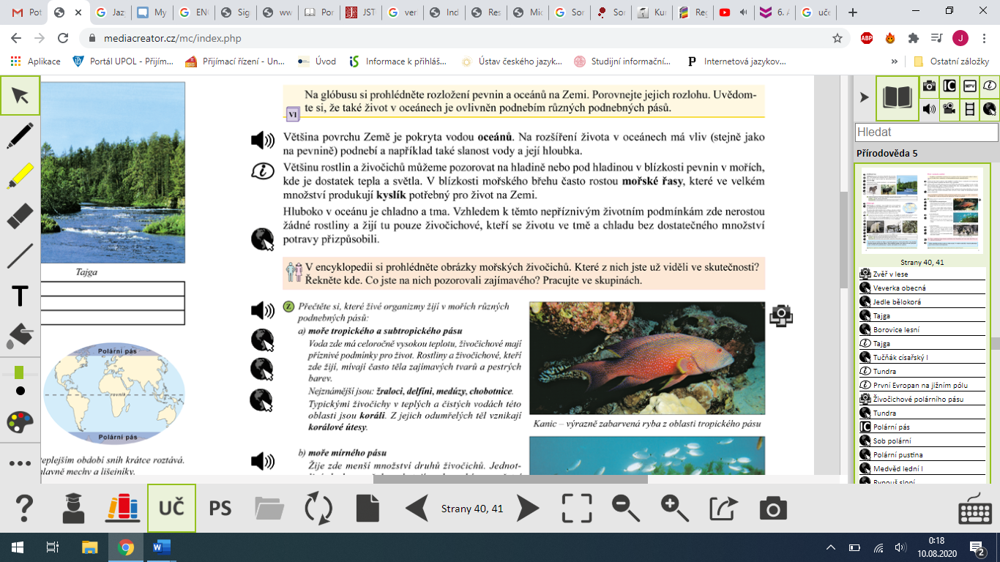 Pot
Jaz
My
EN
Sig
ww
Por
JST
ver
Ind
Res
Mic
Sor
So
Ku
Reg
6. A
uče
mediacreator.cz/mc/index.php
ABP
J
Aplikace
Portál UPOL - Přijím...
Přijímací řízení - Un...
Úvod
Informace k přihláš...
Ústav českého jazyk...
Studijní informační...
P
Internetová jazykov...
»
Ostatní záložky
Tajga
Polární pás
rovník
Polární pás
teplejším období sníh krátce roztává.
hlavně mechy a lišejníky.
Na glóbusu si prohlédněte rozložení pevnin a oceánů na Zemi. Porovnejte jejich rozlohu. Uvědom-
te si, že také život v oceánech je ovlivněn podnebím různých podnebných pásů.
VI
Většina povrchu Země je pokryta vodou oceánů. Na rozšíření života v oceánech má vliv (stejně jako
na pevnině) podnebí a například také slanost vody a její hloubka.
Většinu rostlin a živočichů můžeme pozorovat na hladině nebo pod hladinou v blízkosti pevnin v mořích,
kde je dostatek tepla a světla. V blízkosti mořského břehu často rostou mořské řasy, které ve velkém
množství produkují kyslík potřebný pro život na Zemi.
Hluboko v oceánu je chladno a tma. Vzhledem k těmto nepříznivým životním podmínkám zde nerostou
žádné rostliny a žijí tu pouze živočichové, kteří se životu ve tmě a chladu bez dostatečného množství
potravy přizpůsobili.
V encyklopedii si prohlédněte obrázky mořských živočichů. Které z nich jste už viděli ve skutečnosti?
Řekněte kde. Co jste na nich pozorovali zajímavého? Pracujte ve skupinách.
Z Přečtěte si, které živé organizmy žijí v mořích různých
podnebných pásů:
a) moře tropického a subtropického pásu
Voda zde má celoročně vysokou teplotu, živočichové mají
příznivé podmínky pro život. Rostliny a živočichové, kteří
zde žijí, mívají často těla zajímavých tvarů a pestrých
barev.
Nejznámější jsou: žraloci, delfíni, medúzy, chobotnice.
Typickými živočichy v teplých a čistých vodách této
oblasti jsou koráli. Z jejich odumřelých těl vznikají
korálové útesy.
Kanic – výrazně zabarvená ryba z oblasti tropického pásu
b) moře mírného pásu
Žije zde menší množství druhů živočichů. Jednot-
IC
MPV
Hledat
Přírodověda 5
Strany 40, 41
Zvěř v lese
Veverka obecná
Jedle bělokorá
Tajga
Borovice lesní
Tajga
Tučňák císařský I
Tundra
První Evropan na jižním pólu
Živočichové polárního pásu
Tundra
IC Polární pás
Sob polární
Polární pustina
Medvěd lední I
Rypouš sloní
T
?
UČ
PS
Strany 40, 41
0:18
10.08.2020
2